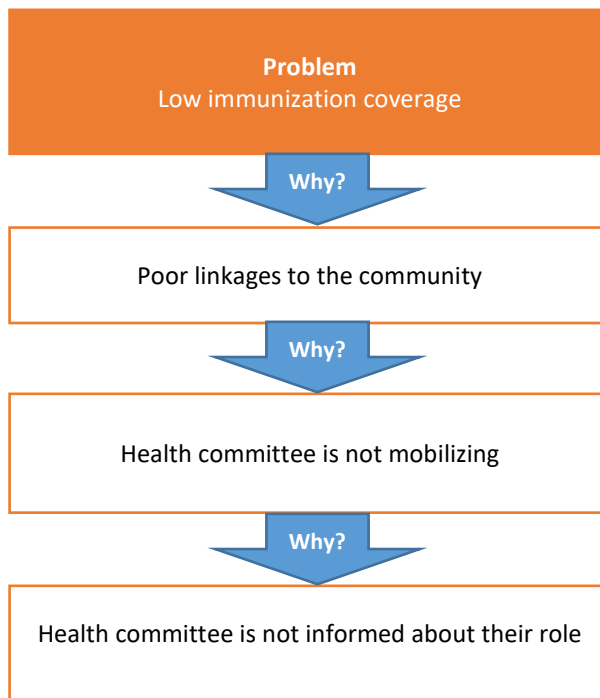 Problem
Low immunization coverage
Why?
Poor linkages to the community
Why?
Health committee is not mobilizing
Why?
Health committee is not informed about their role